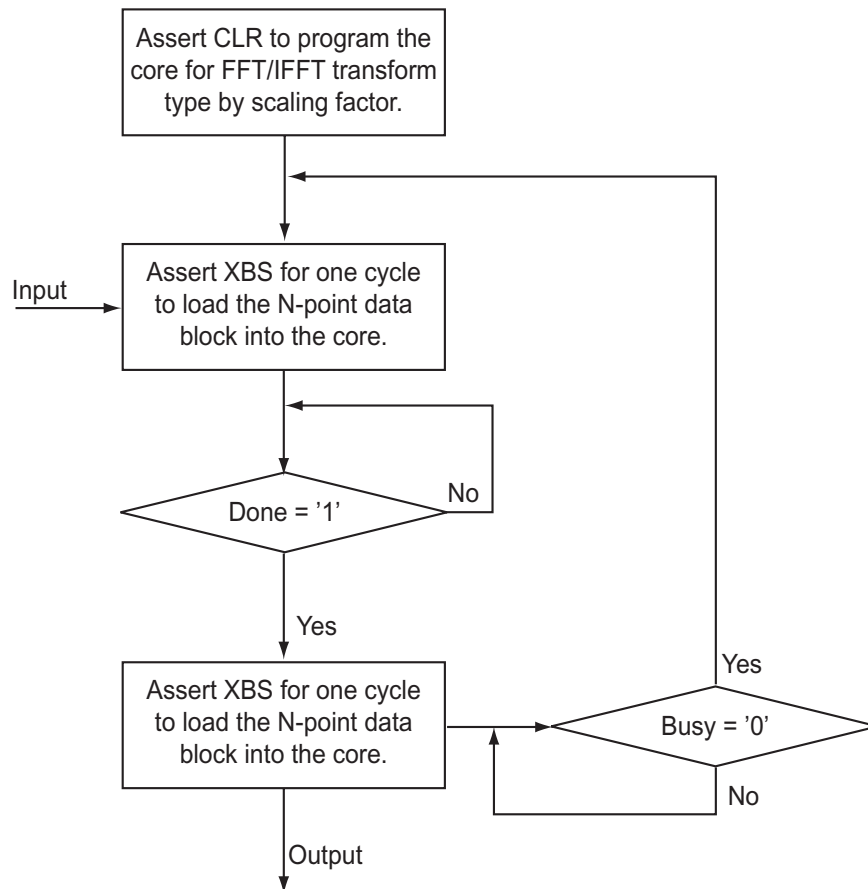 Assert CLR to program the
core for FFT/IFFT transform
type by scaling factor.
Input
Assert XBS for one cycle
to load the N-point data
block into the core.
No
Done = ’1’
Yes
Assert XBS for one cycle
to load the N-point data
block into the core.
Yes
Busy = ’0’
No
Output